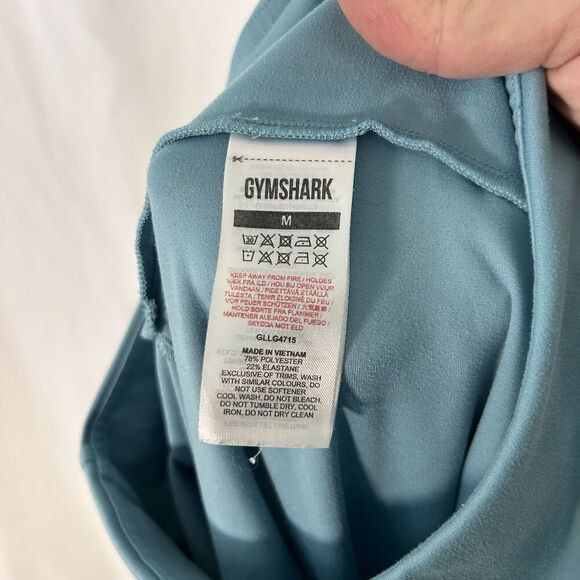 GYMSHARK
M
KEEP AWAY FROM FIRE / HOLDES
VÆK FRA ILD / HOU BIJ OPEN VUUR
VANDAAN / PIDETTÄVÄ ETÄÄLLÄ
TULESTA / TENIR ÉLOIGNÉ DU FEU /
VOR FEUER SCHÜTZEN / 火気厳禁 /
HOLD BORTE FRA FLAMMER /
MANTENER ALEJADO DEL FUEGO /
SKYDDA MOT ELD
GLLG4715
MADE IN VIETNAM
78% POLYESTER
22% ELASTANE
EXCLUSIVE OF TRIMS, WASH
WITH SIMILAR COLOURS, DO
NOT USE SOFTENER
COOL WASH, DO NOT BLEACH,
DO NOT TUMBLE DRY, COOL
IRON, DO NOT DRY CLEAN